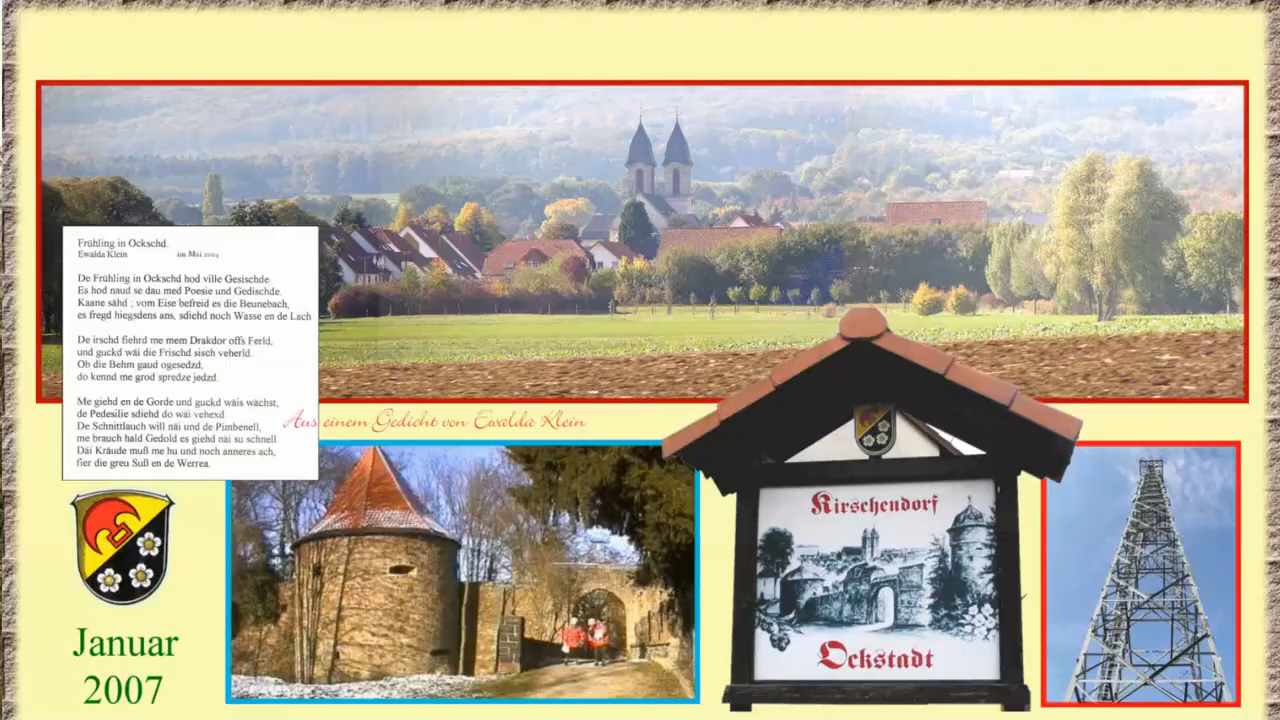 Frühling in Ockschd.
Ewalda Klein im Mai 2004
De Frühling in Ockschd hod ville Gesischde.
Es hod naud se dau med Poesie und Gedischde.
Kaane sähd ; vom Eise befreid es die Beunebach,
es fregd hiegsdens ans, sdiehd noch Wasse en de Lach
De irschd fiehrd me mem Drakdor offs Ferld,
und guckd wäi die Frischd sisch veherld.
Ob die Behm gaud ogesedzd,
do kennd me grod spredze jedzd.
Me giehd en de Gorde und guckd wäis wächst,
de Pedesilie sdiehd do wäi vehexd
De Schnittlauch will näi und de Pimbenell,
me brauch hald Gedold es giehd näi su schnell.
Däi Kräude muß me hu und noch anneres ach,
fier die greu Suß en de Werrea.
Aus einem Gedicht von Ewalda Klein
Kirschendorf
Ockstadt
Januar
2007